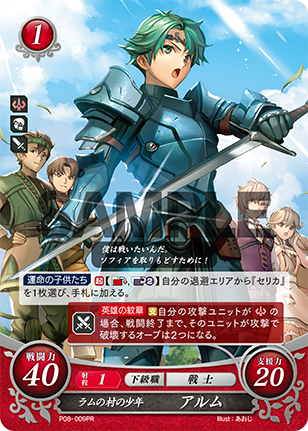 1
SAMPLE
僕は戦いたいんだ。
ソフィアを取りもどすために!
運命の子供たち 起 自分の退避エリアから『セリカ』
を1枚選び、手札に加える。
英雄の紋章 支 自分の攻撃ユニットが
の場合、戦闘終了まで、そのユニットが攻撃で
破壊するオーブは2つになる。
戦闘力
40
射程 1 下級職 戦士
支援力
20
ラムの村の少年 アルム
P08-009PR Illust:あおじ